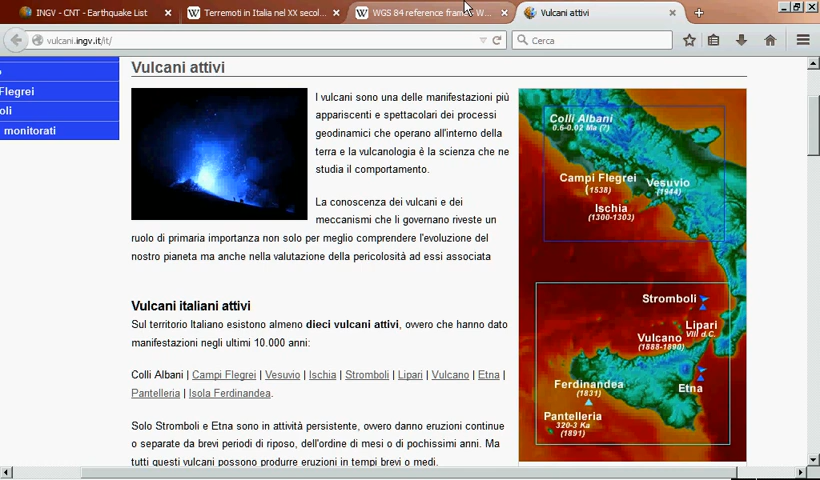 INGV - CNT - Earthquake List
Terremoti in Italia nel XX secol...
WGS 84 reference frame W...
Vulcani attivi
vulcani.ingv.it/it/
Cerca
Flegrei
oli
monitorati
Vulcani attivi
I vulcani sono una delle manifestazioni più
appariscenti e spettacolari dei processi
geodinamici che operano all'interno della
terra e la vulcanologia è la scienza che ne
studia il comportamento.
La conoscenza dei vulcani e dei
meccanismi che li governano riveste un
ruolo di primaria importanza non solo per meglio comprendere l'evoluzione del
nostro pianeta ma anche nella valutazione della pericolosità ad essi associata
Vulcani italiani attivi
Sul territorio Italiano esistono almeno dieci vulcani attivi, ovvero che hanno dato
manifestazioni negli ultimi 10.000 anni:
Colli Albani | Campi Flegrei | Vesuvio | Ischia | Stromboli | Lipari | Vulcano | Etna |
Pantelleria | Isola Ferdinandea.
Solo Stromboli e Etna sono in attività persistente, ovvero danno eruzioni continue
o separate da brevi periodi di riposo, dell'ordine di mesi o di pochissimi anni. Ma
tutti questi vulcani possono produrre eruzioni in tempi brevi o medi.
Colli Albani
0.6-0.02 Ma (?)
Campi Flegrei
(1538)
Vesuvio
(1944)
Ischia
(1300-1303)
Stromboli
Lipari
VIII d.C.
Vulcano
(1888-1890)
Ferdinandea
(1831)
Etna
Pantelleria
320-3 Ka
(1891)